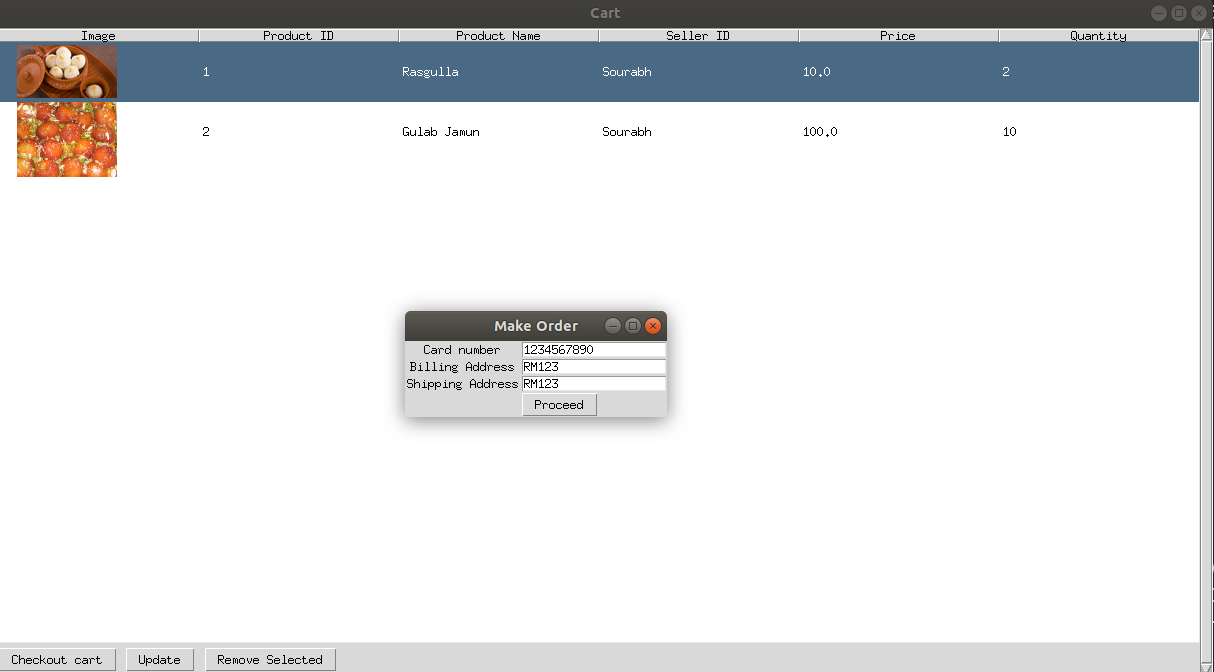 Cart
Image Product ID Product Name Seller ID Price Quantity
1 Rasgulla Sourabh 10.0 2
2 Gulab Jamun Sourabh 100.0 10
Make Order
Card number 1234567890
Billing Address RM123
Shipping Address RM123
Proceed
Checkout cart Update Remove Selected